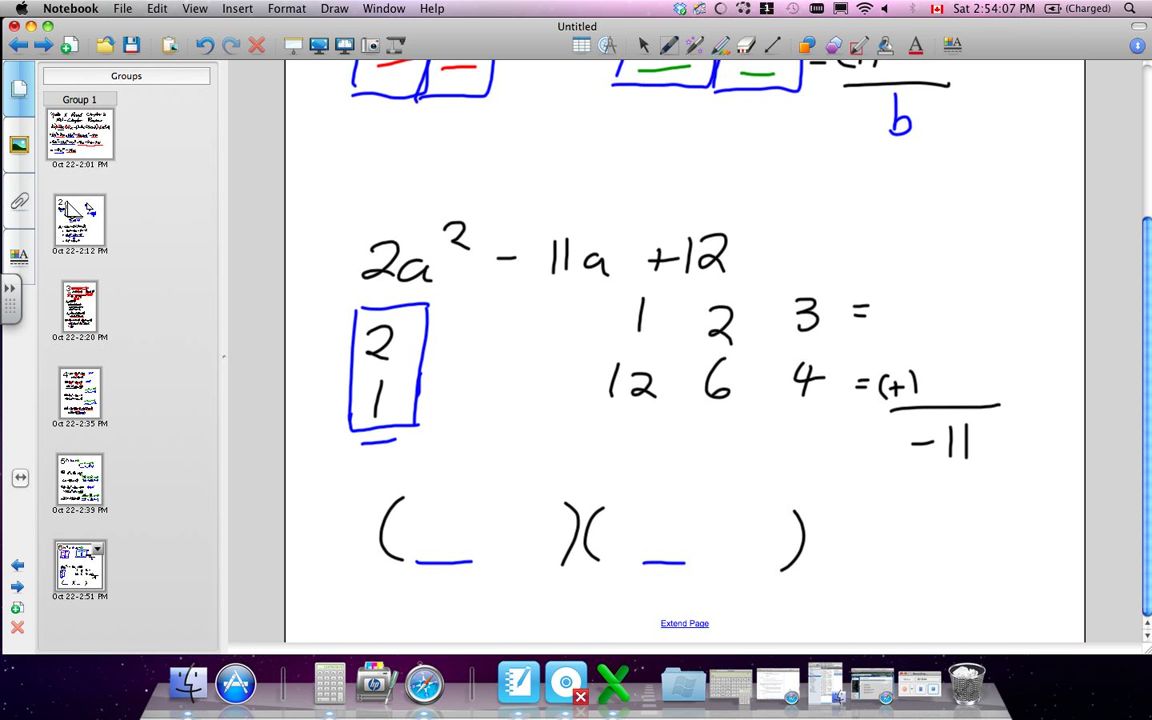 Notebook File Edit View Insert Format Draw Window Help Sat 2:54:07 PM (Charged)
Untitled
Groups
Group 1
Oct 22-2:01 PM
Oct 22-2:12 PM
Oct 22-2:20 PM
Oct 22-2:35 PM
Oct 22-2:39 PM
Oct 22-2:51 PM
b
2a² - 11a +12
2 1 2 3 =
1 12 6 4 = (+)
-11
( __ )( __ )
Extend Page